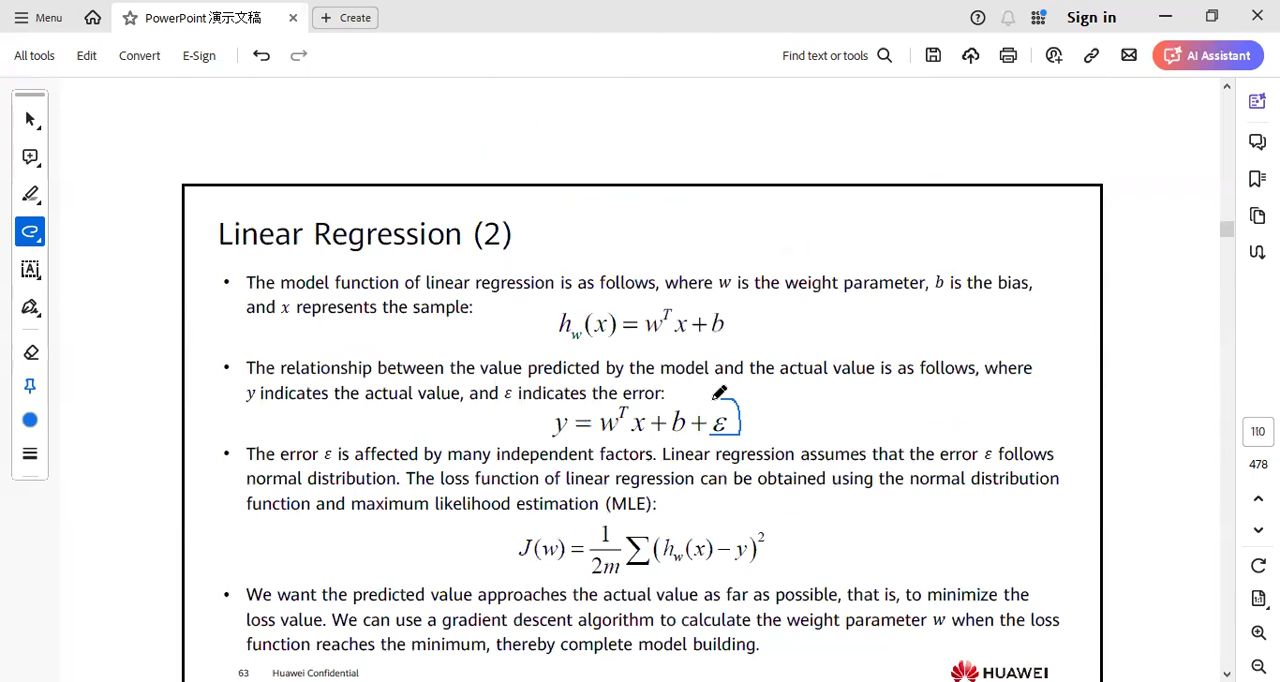 Menu
PowerPoint 演示文稿
Create
Sign in
All tools
Edit
Convert
E-Sign
Find text or tools
AI Assistant
Linear Regression (2)
• The model function of linear regression is as follows, where w is the weight parameter, b is the bias,
and x represents the sample:
h_w(x) = w^T x + b
• The relationship between the value predicted by the model and the actual value is as follows, where
y indicates the actual value, and ε indicates the error:
y = w^T x + b + ε
• The error ε is affected by many independent factors. Linear regression assumes that the error ε follows
normal distribution. The loss function of linear regression can be obtained using the normal distribution
function and maximum likelihood estimation (MLE):
J(w) = 1/2m ∑(h_w(x) − y)^2
• We want the predicted value approaches the actual value as far as possible, that is, to minimize the
loss value. We can use a gradient descent algorithm to calculate the weight parameter w when the loss
function reaches the minimum, thereby complete model building.
63 Huawei Confidential
HUAWEI
110
478